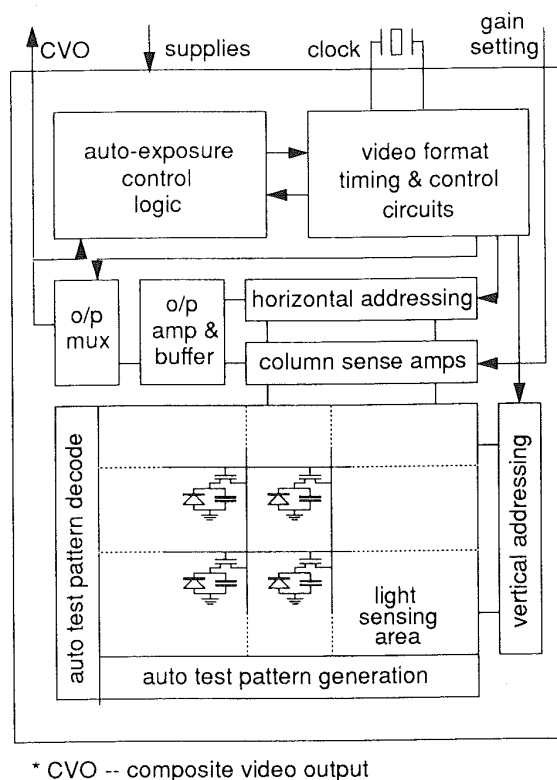 CVO
supplies
clock
gain
setting
auto-exposure
control
logic
video format
timing & control
circuits
o/p
mux
o/p
amp &
buffer
horizontal addressing
column sense amps
auto test pattern decode
light
sensing
area
vertical addressing
auto test pattern generation
* CVO -- composite video output